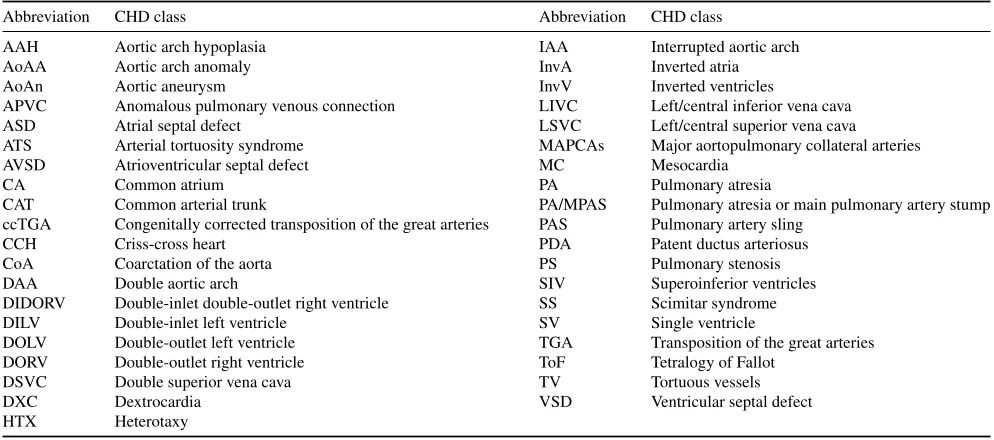 Abbreviation CHD class Abbreviation CHD class
AAH Aortic arch hypoplasia IAA Interrupted aortic arch
AoAA Aortic arch anomaly InvA Inverted atria
AoAn Aortic aneurysm InvV Inverted ventricles
APVC Anomalous pulmonary venous connection LIVC Left/central inferior vena cava
ASD Atrial septal defect LSVC Left/central superior vena cava
ATS Arterial tortuosity syndrome MAPCAs Major aortopulmonary collateral arteries
AVSD Atrioventricular septal defect MC Mesocardia
CA Common atrium PA Pulmonary atresia
CAT Common arterial trunk PA/MPAS Pulmonary atresia or main pulmonary artery stump
ccTGA Congenitally corrected transposition of the great arteries PAS Pulmonary artery sling
CCH Criss-cross heart PDA Patent ductus arteriosus
CoA Coarctation of the aorta PS Pulmonary stenosis
DAA Double aortic arch SIV Superoinferior ventricles
DIDORV Double-inlet double-outlet right ventricle SS Scimitar syndrome
DILV Double-inlet left ventricle SV Single ventricle
DOLV Double-outlet left ventricle TGA Transposition of the great arteries
DORV Double-outlet right ventricle ToF Tetralogy of Fallot
DSVC Double superior vena cava TV Tortuous vessels
DXC Dextrocardia VSD Ventricular septal defect
HTX Heterotaxy